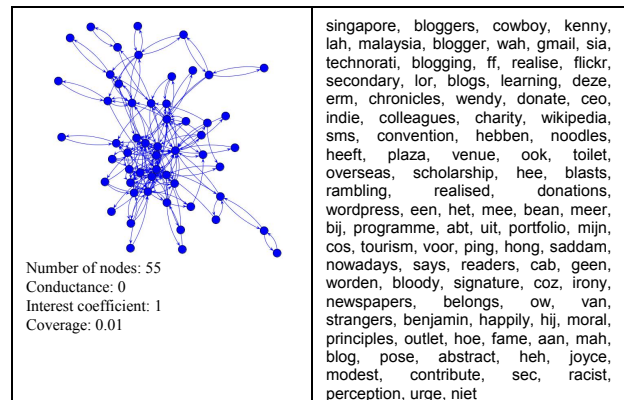 Number of nodes: 55
Conductance: 0
Interest coefficient: 1
Coverage: 0.01
singapore, bloggers, cowboy, kenny,
lah, malaysia, blogger, wah, gmail, sia,
technorati, blogging, ff, realise, flickr,
secondary, lor, blogs, learning, deze,
erm, chronicles, wendy, donate, ceo,
indie, colleagues, charity, wikipedia,
sms, convention, hebben, noodles,
heeft, plaza, venue, ook, toilet,
overseas, scholarship, hee, blasts,
rambling, realised, donations,
wordpress, een, het, mee, bean, meer,
bij, programme, abt, uit, portfolio, mijn,
cos, tourism, voor, ping, hong, saddam,
nowadays, says, readers, cab, geen,
worden, bloody, signature, coz, irony,
newspapers, belongs, ow, van,
strangers, benjamin, happily, hij, moral,
principles, outlet, hoe, fame, aan, mah,
blog, pose, abstract, heh, joyce,
modest, contribute, sec, racist,
perception, urge, niet